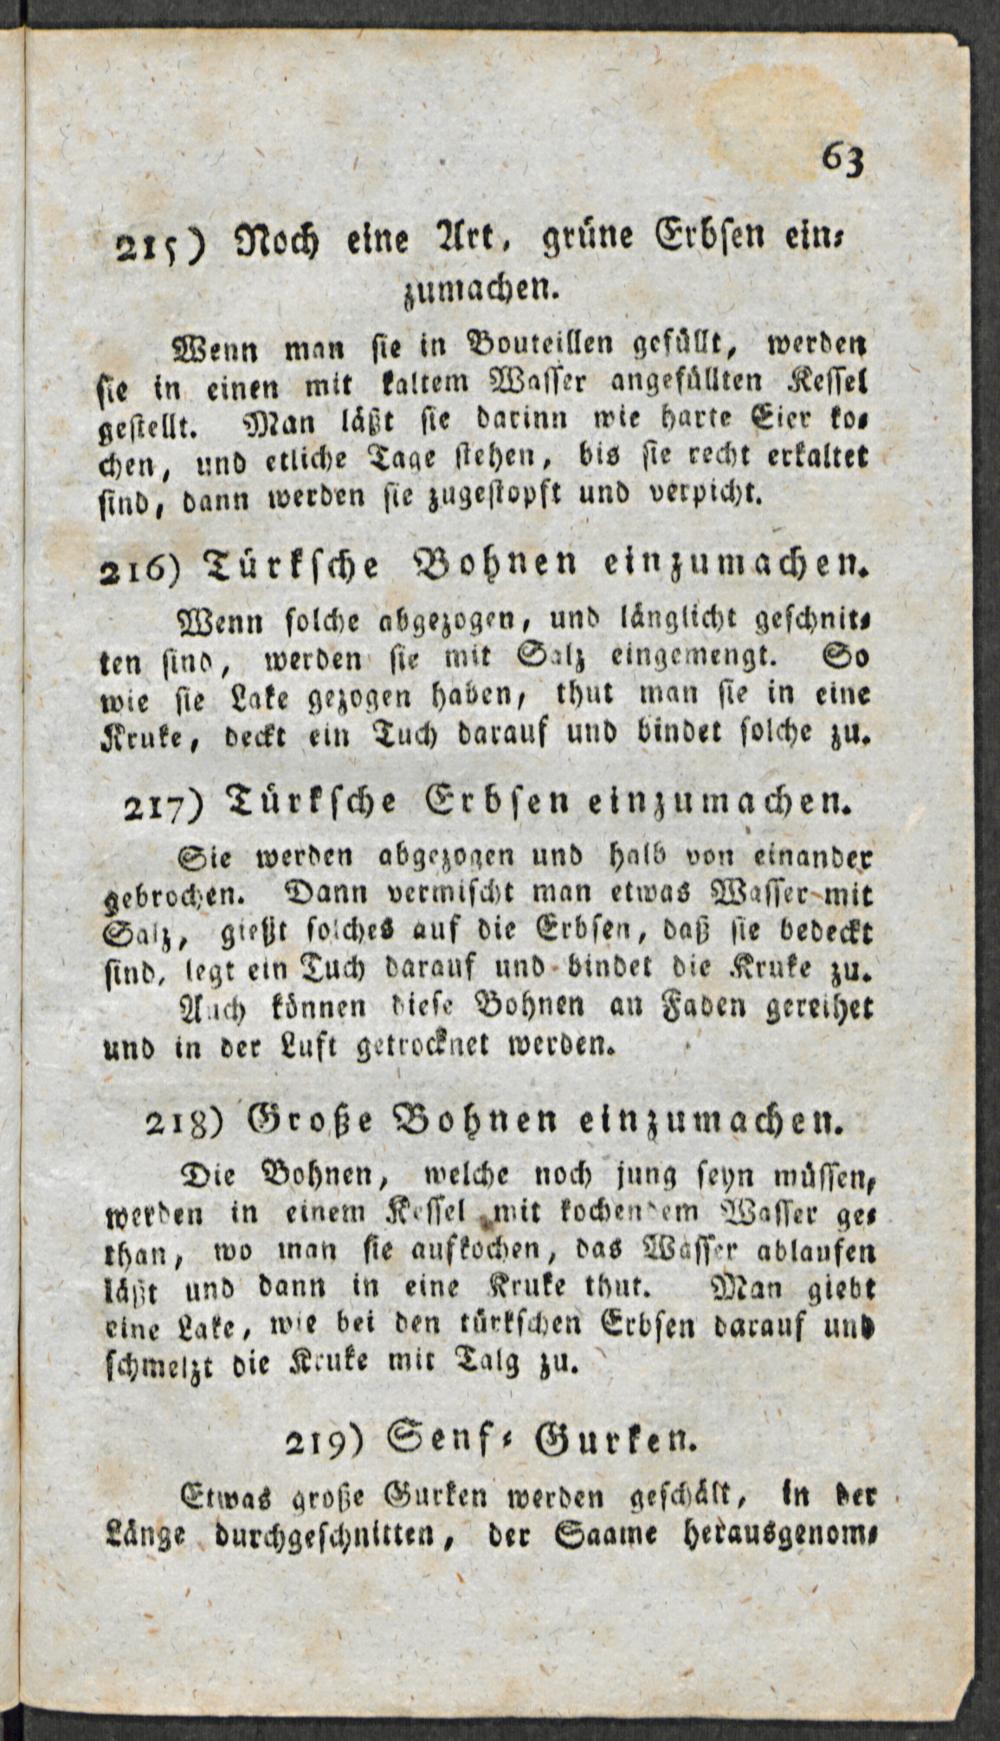 63
215) Noch eine Art, grüne Erbsen ein-
zumachen.
Wenn man sie in Bouteillen gefüllt, werden
sie in einen mit kaltem Wasser angefüllten Kessel
gestellt. Man läßt sie darinn wie harte Eier ko-
chen, und etliche Tage stehen, bis sie recht erkaltet
sind, dann werden sie zugestopft und verpicht.
216) Türksche Bohnen einzumachen.
Wenn solche abgezogen, und länglicht geschnit-
ten sind, werden sie mit Salz eingemengt. So
wie sie Lake gezogen haben, thut man sie in eine
Kruke, deckt ein Tuch darauf und bindet solche zu.
217) Türksche Erbsen einzumachen.
Sie werden abgezogen und halb von einander
gebrochen. Dann vermischt man etwas Wasser mit
Salz, gießt solches auf die Erbsen, daß sie bedeckt
sind, legt ein Tuch darauf und bindet die Kruke zu.
Auch können diese Bohnen an Faden gereihet
und in der Luft getrocknet werden.
218) Große Bohnen einzumachen.
Die Bohnen, welche noch jung seyn müssen,
werden in einem Kessel mit kochendem Wasser ge-
than, wo man sie aufkochen, das Wasser ablaufen
läßt und dann in eine Kruke thut. Man giebt
eine Lake, wie bei den türkschen Erbsen darauf und
schmelzt die Kruke mit Talg zu.
219) Senf-Gurken.
Etwas große Gurken werden geschält, in der
Länge durchgeschnitten, der Saame herausgenom-